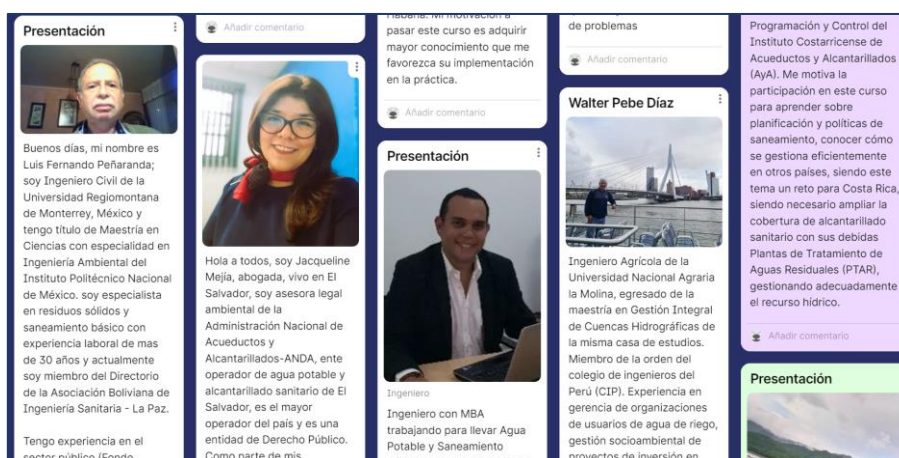 Presentación
Buenos días, mi nombre es
Luis Fernando Peñaranda;
soy Ingeniero Civil de la
Universidad Regiomontana
de Monterrey, México y
tengo título de Maestría en
Ciencias con especialidad en
Ingeniería Ambiental del
Instituto Politécnico Nacional
de México. soy especialista
en residuos sólidos y
saneamiento básico con
experiencia laboral de mas
de 30 años y actualmente
soy miembro del Directorio
de la Asociación Boliviana de
Ingeniería Sanitaria - La Paz.
Tengo experiencia en el
sector público (Fondo
Añadir comentario
Hola a todos, soy Jacqueline
Mejía, abogada, vivo en El
Salvador, soy asesora legal
ambiental de la
Administración Nacional de
Acueductos y
Alcantarillados-ANDA, ente
operador de agua potable y
alcantarillado sanitario de El
Salvador, es el mayor
operador del país y es una
entidad de Derecho Público.
Como parte de mis
Habana. Mi motivación a
pasar este curso es adquirir
mayor conocimiento que me
favorezca su implementación
en la práctica.
Añadir comentario
Presentación
Ingeniero
Ingeniero con MBA
trabajando para llevar Agua
Potable y Saneamiento
de problemas
Añadir comentario
Walter Pebe Díaz
Ingeniero Agrícola de la
Universidad Nacional Agraria
la Molina, egresado de la
maestría en Gestión Integral
de Cuencas Hidrográficas de
la misma casa de estudios.
Miembro de la orden del
colegio de ingenieros del
Perú (CIP). Experiencia en
gerencia de organizaciones
de usuarios de agua de riego,
gestión socioambiental de
proyectos de inversión en
Programación y Control del
Instituto Costarricense de
Acueductos y Alcantarillados
(AyA). Me motiva la
participación en este curso
para aprender sobre
planificación y políticas de
saneamiento, conocer cómo
se gestiona eficientemente
en otros países, siendo este
tema un reto para Costa Rica,
siendo necesario ampliar la
cobertura de alcantarillado
sanitario con sus debidas
Plantas de Tratamiento de
Aguas Residuales (PTAR),
gestionando adecuadamente
el recurso hídrico.
Añadir comentario
Presentación